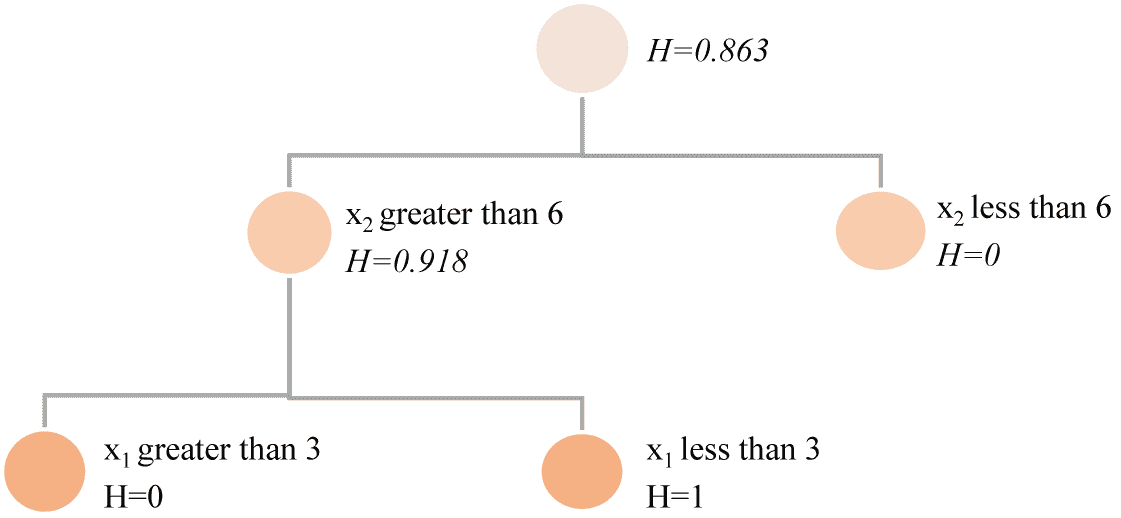 H=0.863
x₂ greater than 6
H=0.918
x₂ less than 6
H=0
x₁ greater than 3
H=0
x₁ less than 3
H=1